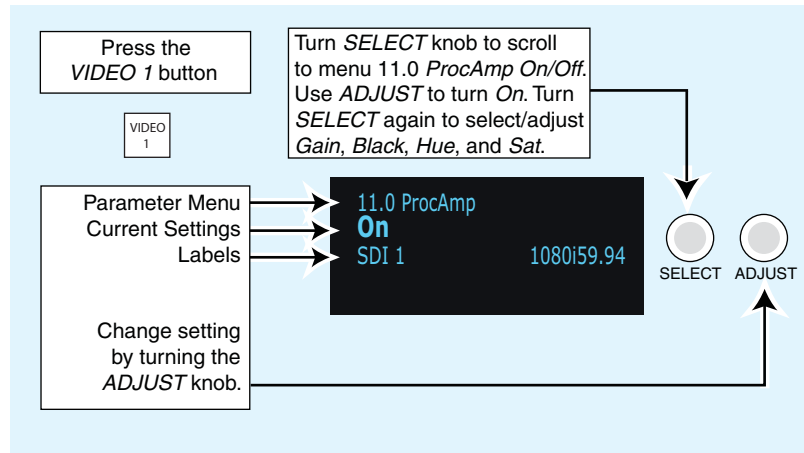 Press the
VIDEO 1 button
VIDEO
1
Turn SELECT knob to scroll
to menu 11.0 ProcAmp On/Off.
Use ADJUST to turn On. Turn
SELECT again to select/adjust
Gain, Black, Hue, and Sat.
Parameter Menu
Current Settings
Labels
Change setting
by turning the
ADJUST knob.
11.0 ProcAmp
On
SDI 1 1080i59.94
SELECT ADJUST